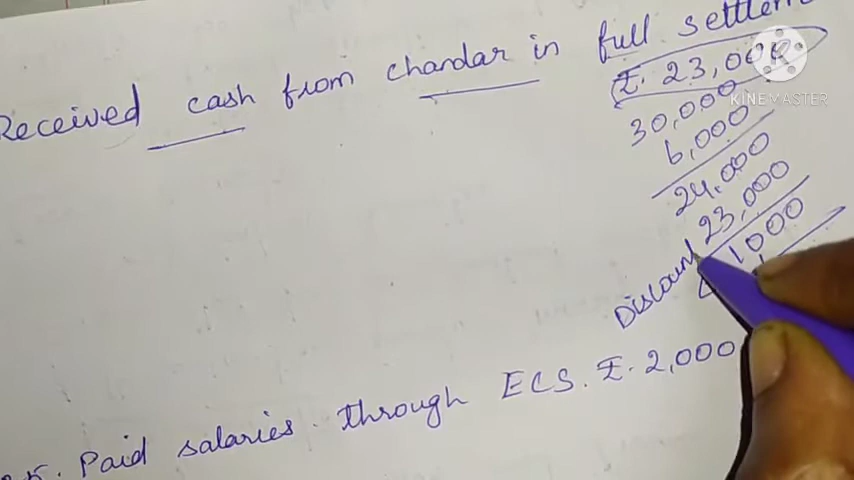 Received cash from chandar in full settlem
₹. 23,000
KINEMASTER
30,000
6,000
24,000
23,000
Discount 1000
25. Paid salaries. through ECS. ₹. 2,000